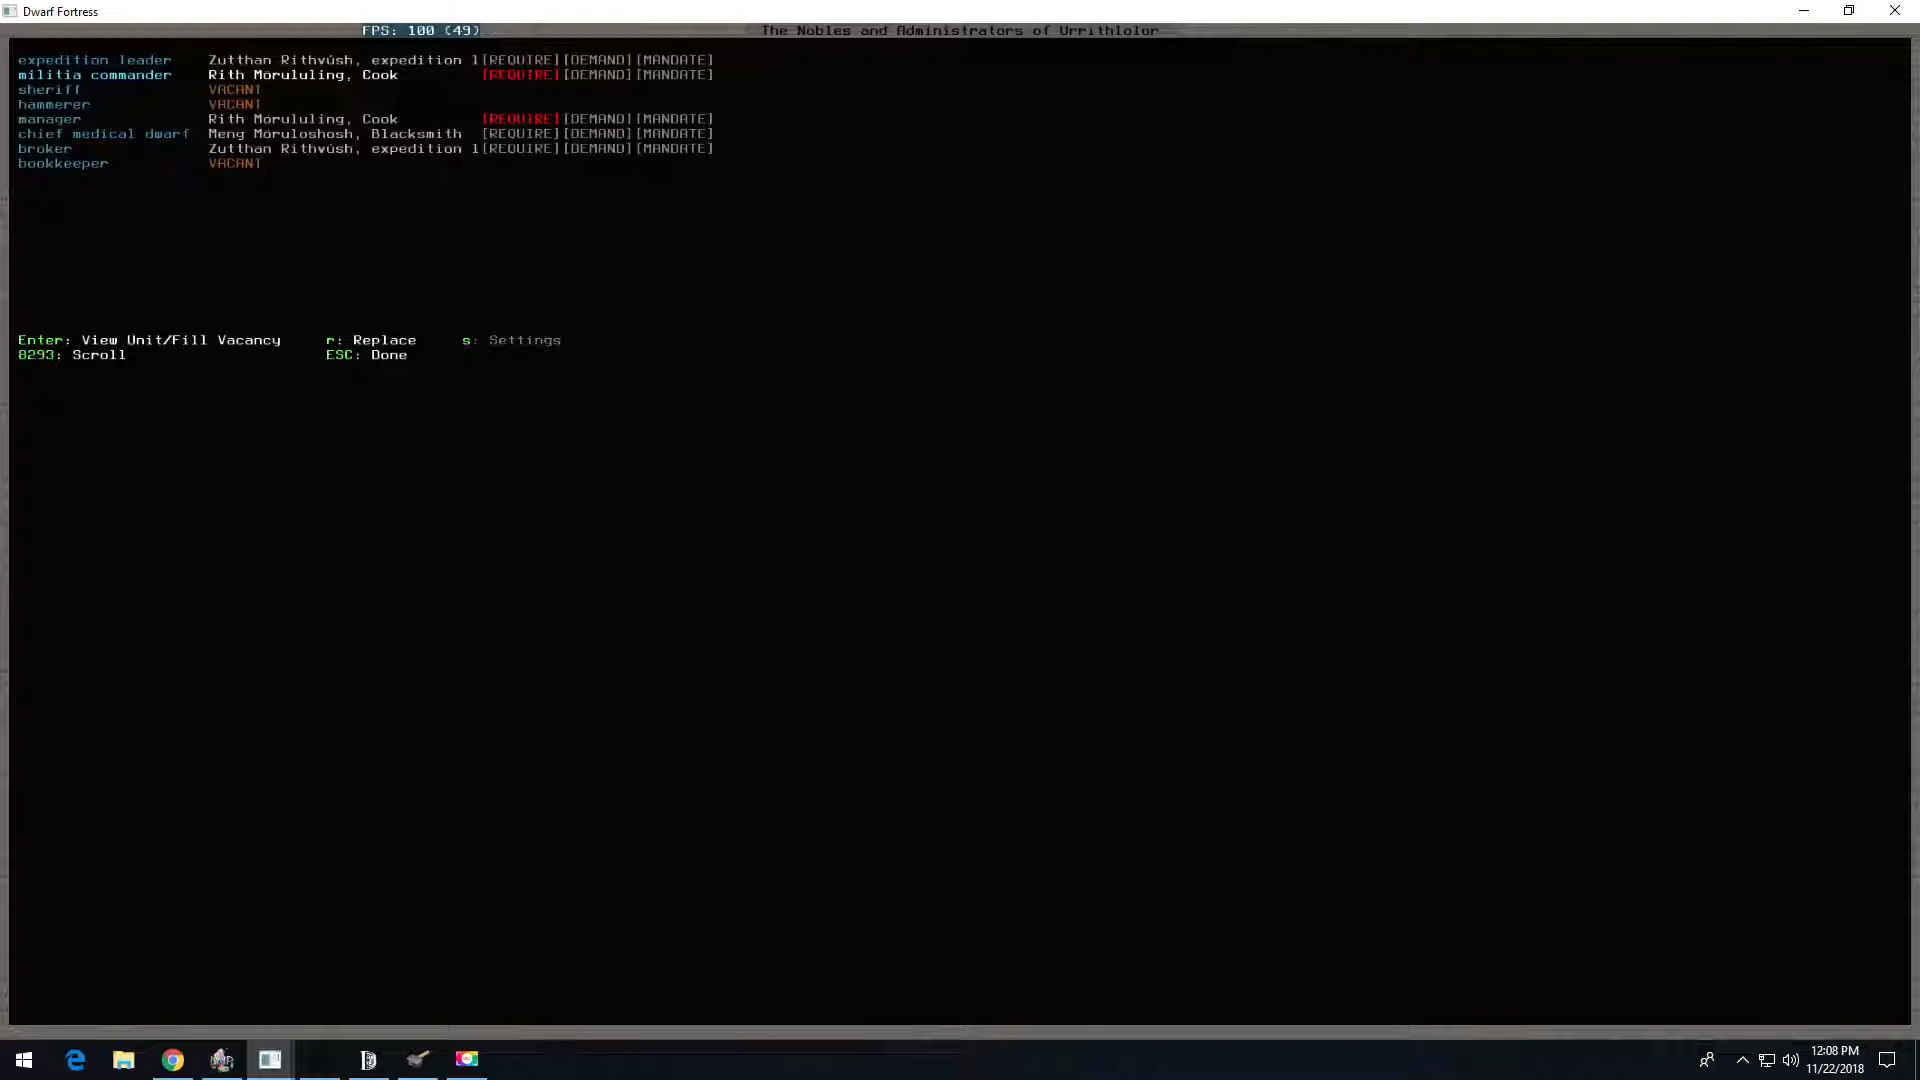 Dwarf Fortress
FPS: 100 (49)
The Nobles and Administrators of Urrithlolor
expedition leader Zutthan Rithvúsh, expedition l[REQUIRE][DEMAND][MANDATE]
militia commander Rith Mörululing, Cook [REQUIRE][DEMAND][MANDATE]
sheriff VACANT
hammerer VACANT
manager Rith Mörululing, Cook [REQUIRE][DEMAND][MANDATE]
chief medical dwarf Meng Möruloshosh, Blacksmith [REQUIRE][DEMAND][MANDATE]
broker Zutthan Rithvúsh, expedition l[REQUIRE][DEMAND][MANDATE]
bookkeeper VACANT
Enter: View Unit/Fill Vacancy r: Replace s: Settings
8293: Scroll ESC: Done
12:08 PM
11/22/2018